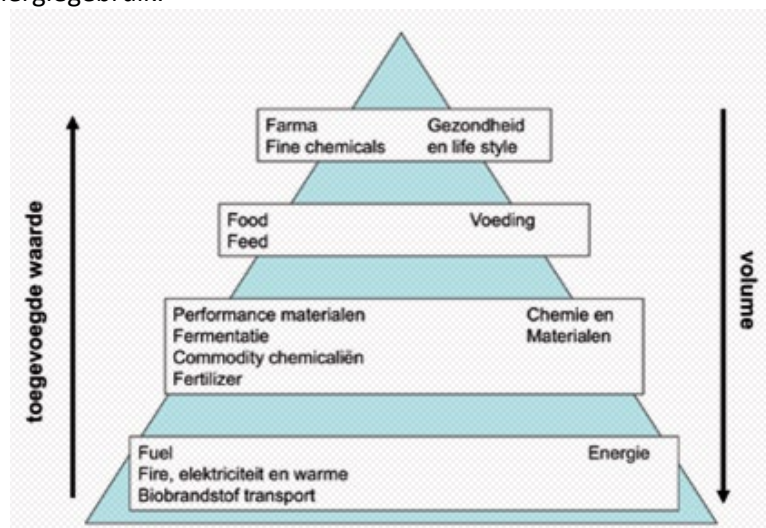 Farma Gezondheid
Fine chemicals en life style
Food Voeding
Feed
Performance materialen Chemie en
Fermentatie Materialen
Commodity chemicaliën
Fertilizer
Fuel Energie
Fire, elektriciteit en warme
Biobrandstof transport
toegevoegde waarde
volume